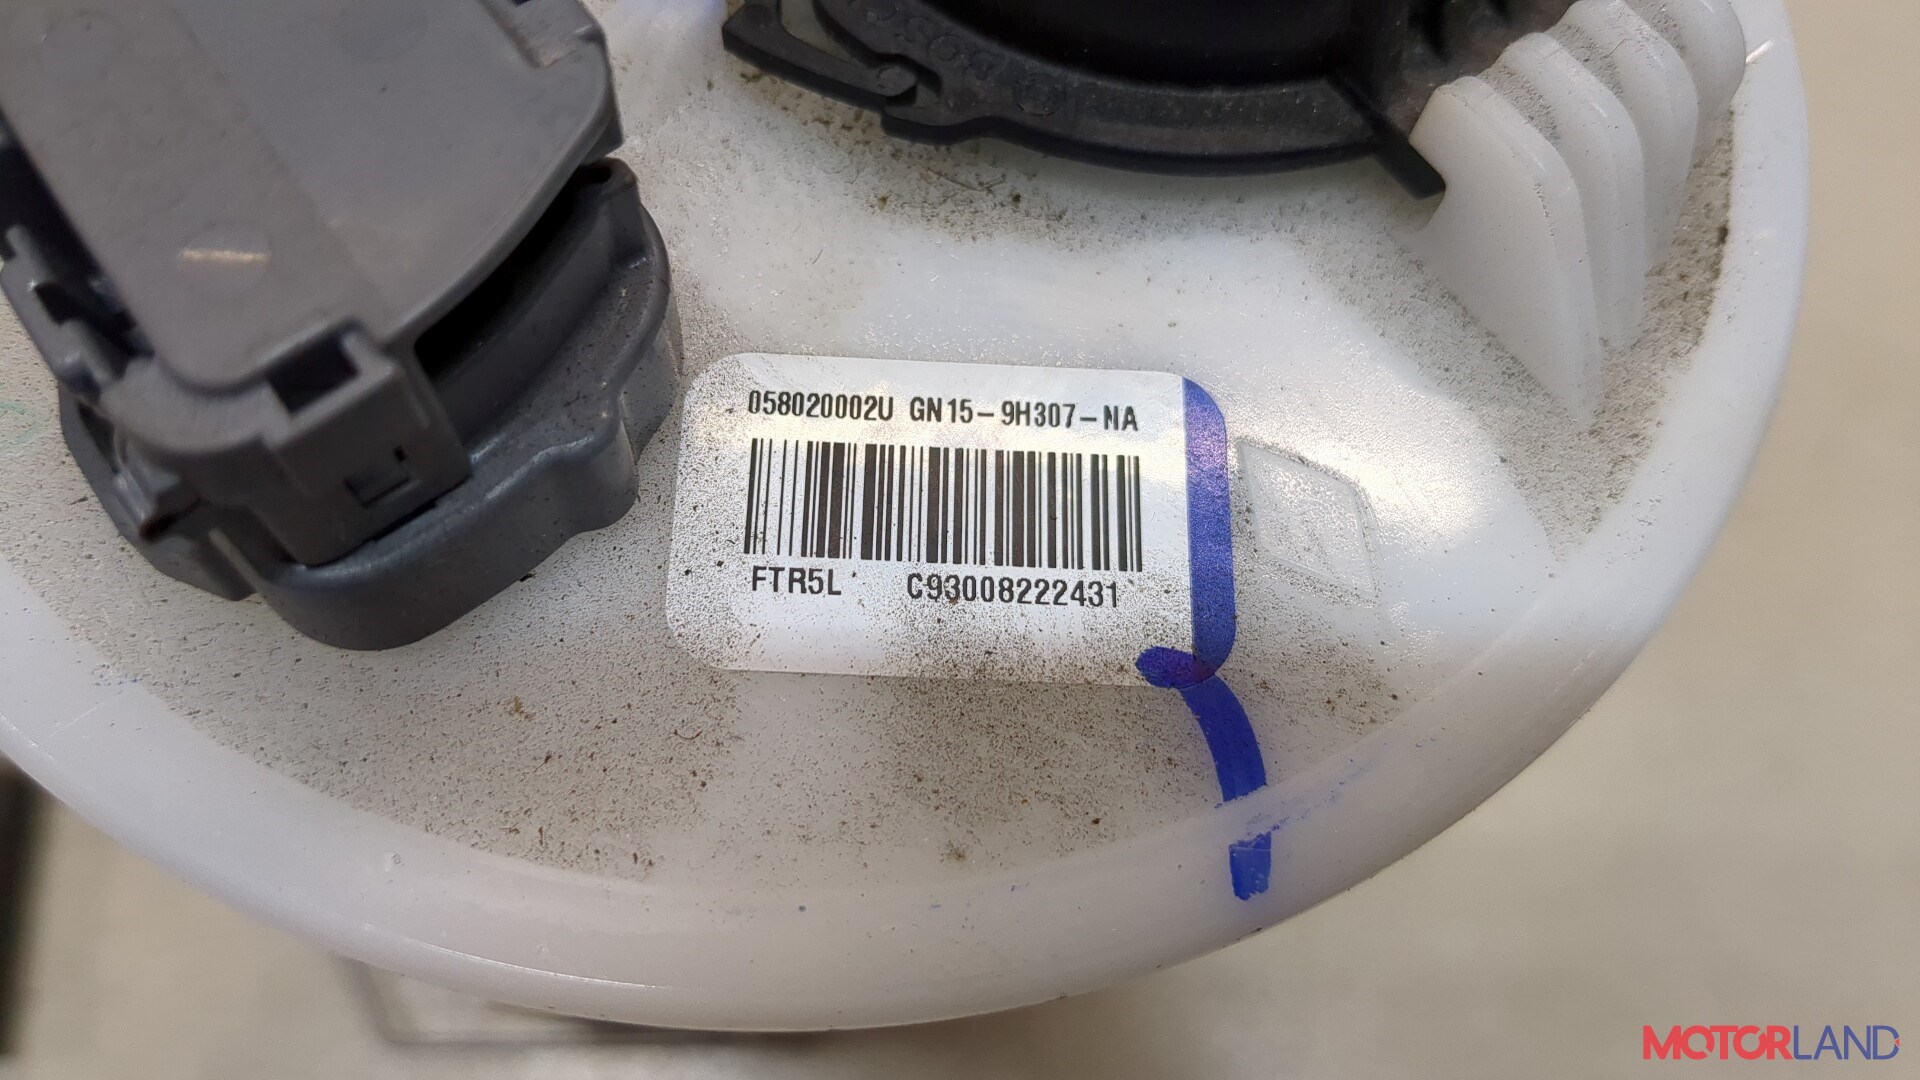 058020002U GN15-9H307-NA
FTR5L C93008222431
MOTORLAND